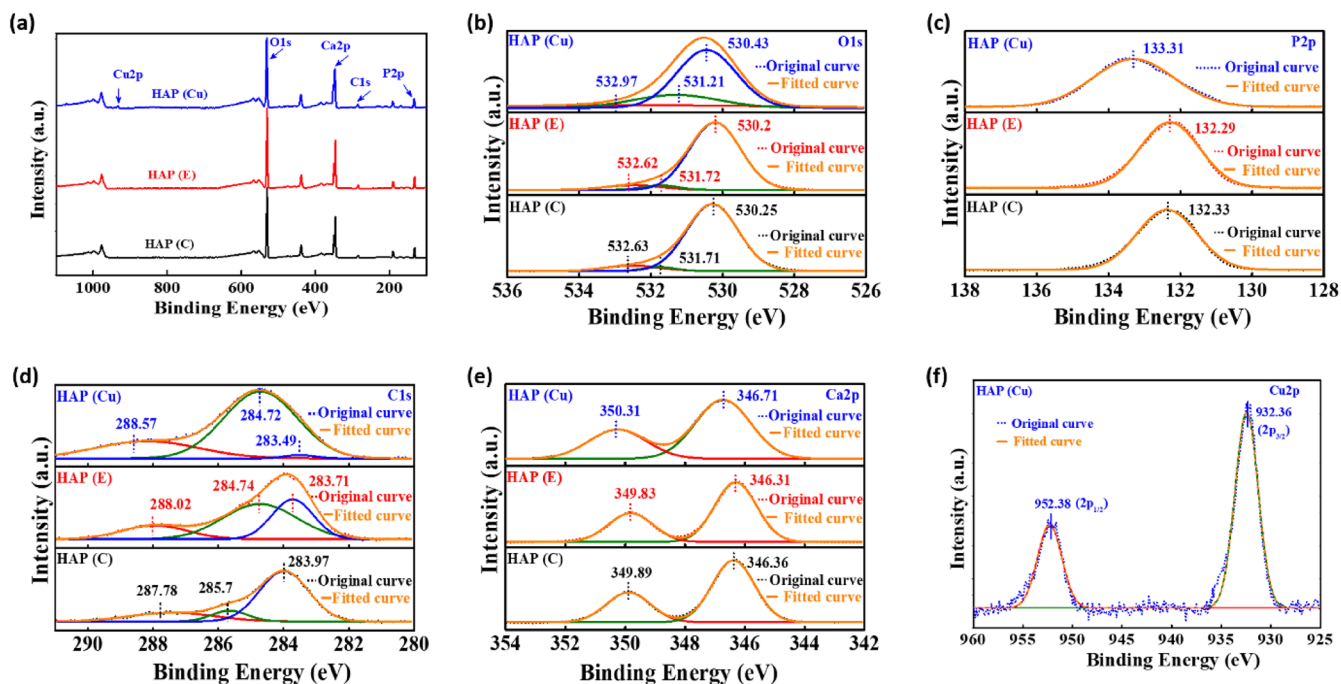 (a)
Intensity (a.u.)
O1s
Ca2p
Cu2p
C1s
P2p
HAP (Cu)
HAP (E)
HAP (C)
1000 800 600 400 200
Binding Energy (eV)
(b)
Intensity (a.u.)
HAP (Cu)
O1s
530.43
532.97
531.21
Original curve
Fitted curve
HAP (E)
530.2
532.62
531.72
Original curve
Fitted curve
HAP (C)
530.25
532.63
531.71
Original curve
Fitted curve
536 534 532 530 528 526
Binding Energy (eV)
(c)
Intensity (a.u.)
HAP (Cu)
P2p
133.31
Original curve
Fitted curve
HAP (E)
132.29
Original curve
Fitted curve
HAP (C)
132.33
Original curve
Fitted curve
138 136 134 132 130 128
Binding Energy (eV)
(d)
Intensity (a.u.)
HAP (Cu)
C1s
288.57
284.72
283.49
Original curve
Fitted curve
HAP (E)
288.02
284.74
283.71
Original curve
Fitted curve
HAP (C)
287.78
285.7
283.97
Original curve
Fitted curve
290 288 286 284 282 280
Binding Energy (eV)
(e)
Intensity (a.u.)
HAP (Cu)
Ca2p
350.31
346.71
Original curve
Fitted curve
HAP (E)
349.83
346.31
Original curve
Fitted curve
HAP (C)
349.89
346.36
Original curve
Fitted curve
354 352 350 348 346 344 342
Binding Energy (eV)
(f)
Intensity (a.u.)
HAP (Cu)
Cu2p
Original curve
Fitted curve
932.36
(2p3/2)
952.38 (2p1/2)
960 955 950 945 940 935 930 925
Binding Energy (eV)